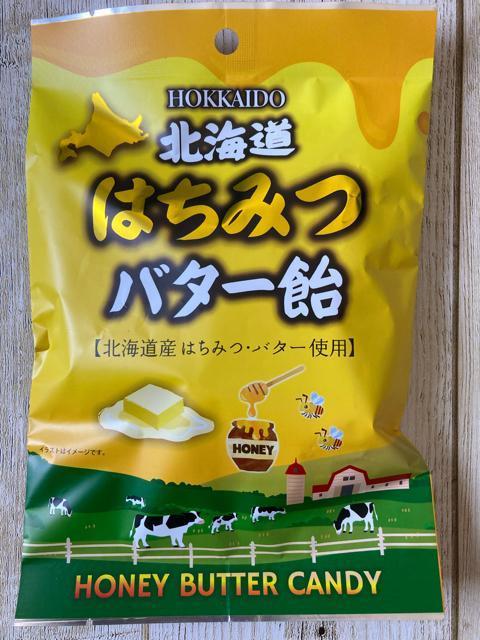 HOKKAIDO
北海道
はちみつ
バター飴
【北海道産はちみつ・バター使用】
HONEY
イラストはイメージです。
HONEY BUTTER CANDY